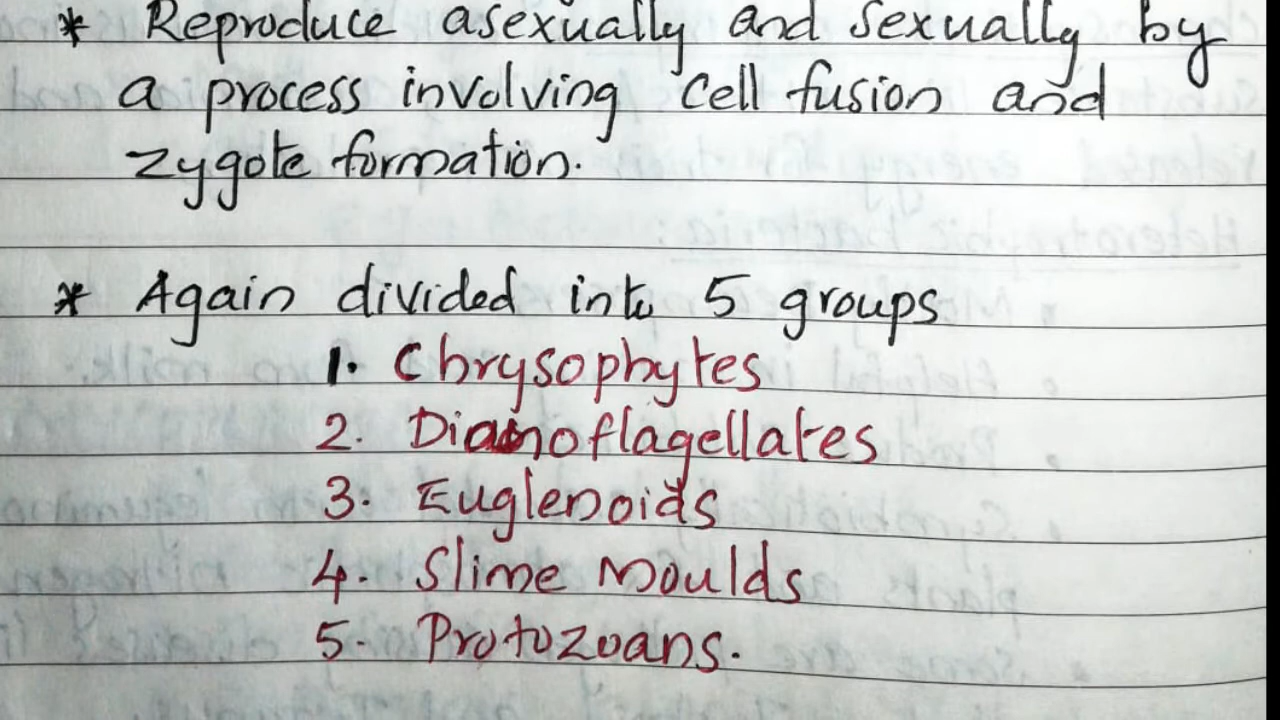 * Reproduce asexually and sexually by
a process involving cell fusion and
zygote formation.
* Again divided into 5 groups
1. Chrysophytes
2. Dianoflagellates
3. Euglenoids
4. Slime moulds
5. Protozoans.